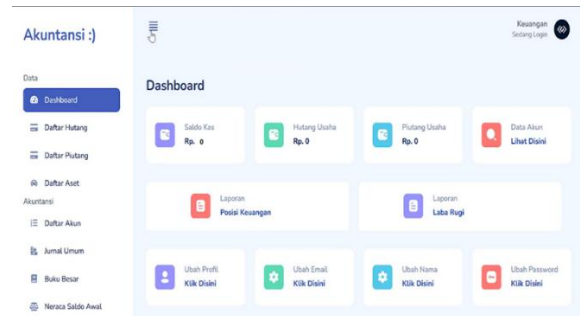 Akuntansi :)
Data
Dashboard
Daftar Hutang
Daftar Piutang
Daftar Aset
Akuntansi
Daftar Akun
Jurnal Umum
Buku Besar
Neraca Saldo Awal
Keuangan
Sedang Login
Dashboard
Saldo Kas
Rp. 0
Hutang Usaha
Rp. 0
Piutang Usaha
Rp. 0
Data Akun
Lihat Disini
Laporan
Posisi Keuangan
Laporan
Laba Rugi
Ubah Profil
Klik Disini
Ubah Email
Klik Disini
Ubah Nama
Klik Disini
Ubah Password
Klik Disini